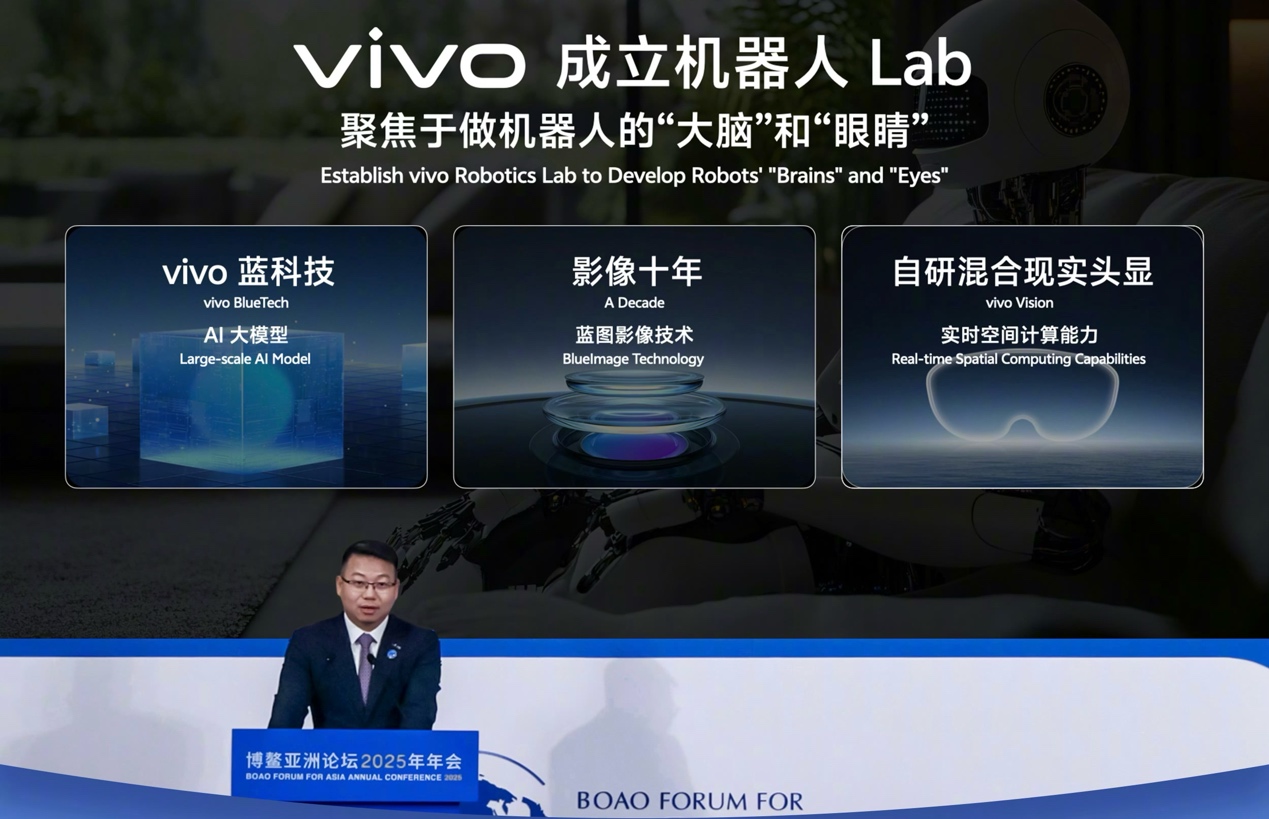 vivo 成立机器人 Lab
聚焦于做机器人的“大脑”和“眼睛”
Establish vivo Robotics Lab to Develop Robots' "Brains" and "Eyes"
vivo 蓝科技
vivo BlueTech
AI 大模型
Large-scale AI Model
影像十年
A Decade
蓝图影像技术
BlueImage Technology
自研混合现实头显
vivo Vision
实时空间计算能力
Real-time Spatial Computing Capabilities
博鳌亚洲论坛2025年年会
BOAO FORUM FOR ASIA ANNUAL CONFERENCE 2025
BOAO FORUM FOR